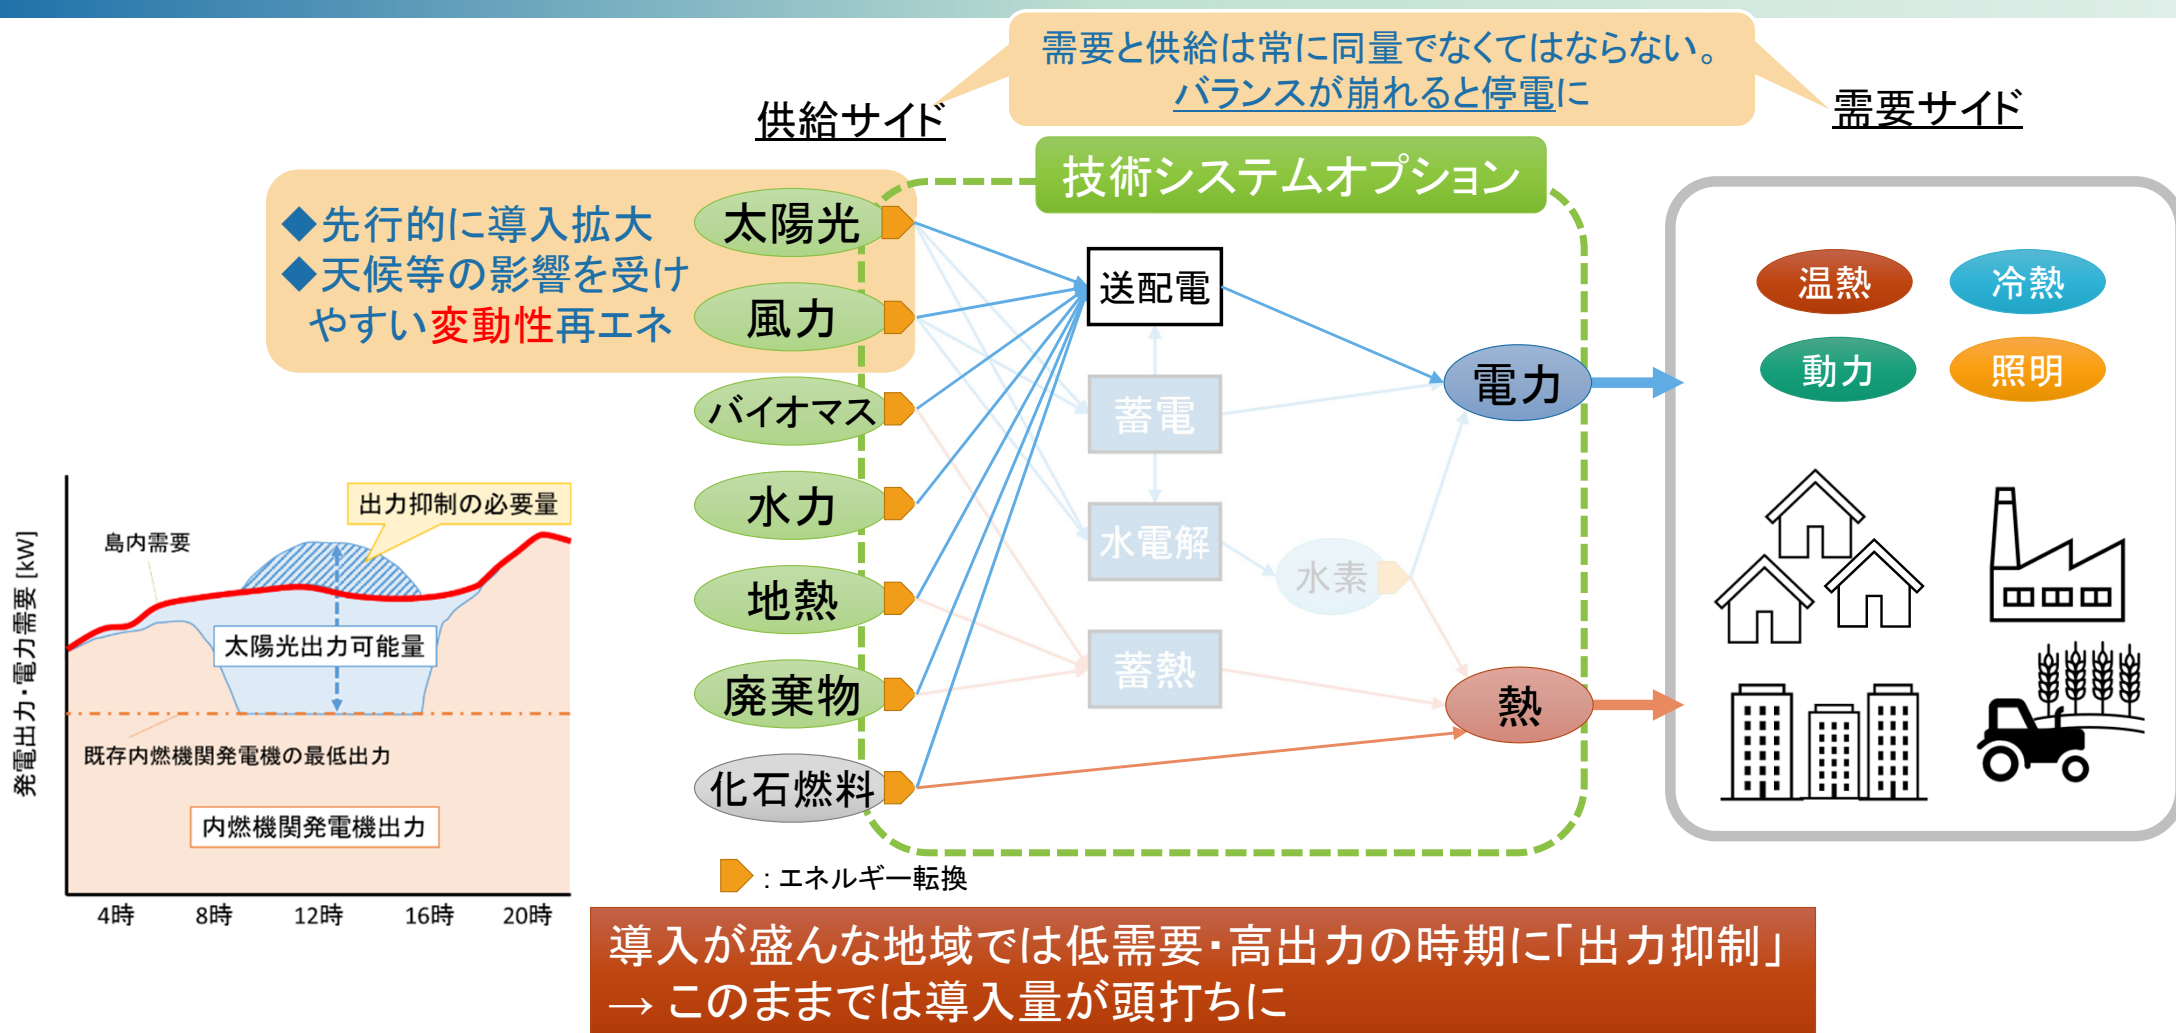 需要と供給は常に同量でなくてはならない。
バランスが崩れると停電に
供給サイド
需要サイド
技術システムオプション
◆先行的に導入拡大
◆天候等の影響を受け
やすい変動性再エネ
太陽光
風力
バイオマス
水力
地熱
廃棄物
化石燃料
送配電
蓄電
水電解
水素
蓄熱
電力
熱
温熱
冷熱
動力
照明
発電出力・電力需要 [kW]
出力抑制の必要量
島内需要
太陽光出力可能量
既存内燃機関発電機の最低出力
内燃機関発電機出力
4時 8時 12時 16時 20時
：エネルギー転換
導入が盛んな地域では低需要・高出力の時期に「出力抑制」
→ このままでは導入量が頭打ちに